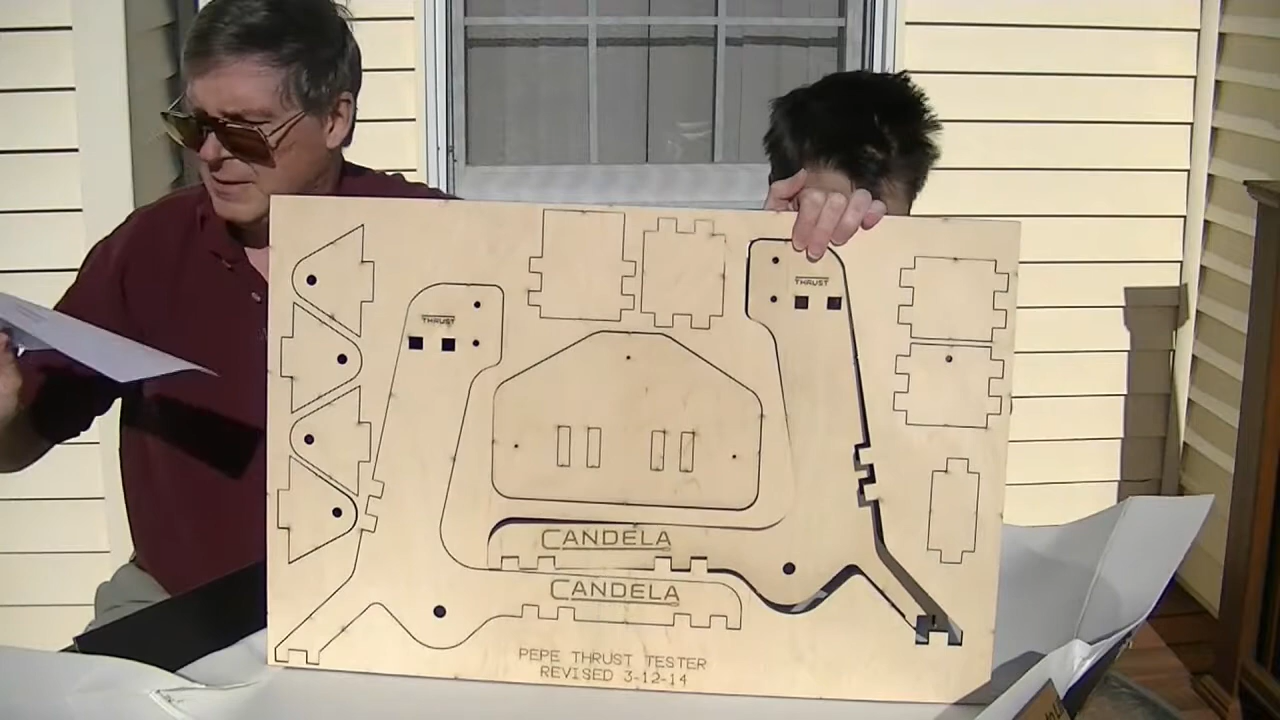 THRUST
THRUST
CANDELA
CANDELA
PEPE THRUST TESTER
REVISED 3-12-14